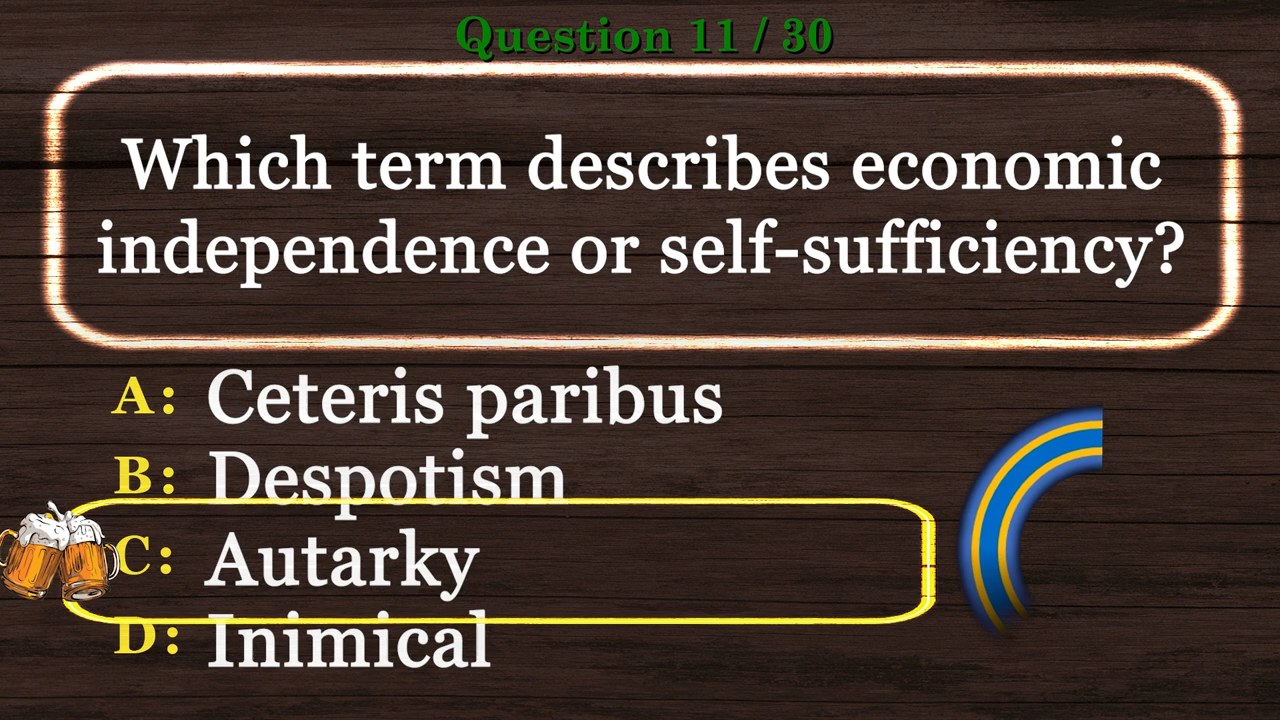 Question 11 / 30
Which term describes economic
independence or self-sufficiency?
A: Ceteris paribus
B: Despotism
C: Autarky
D: Inimical